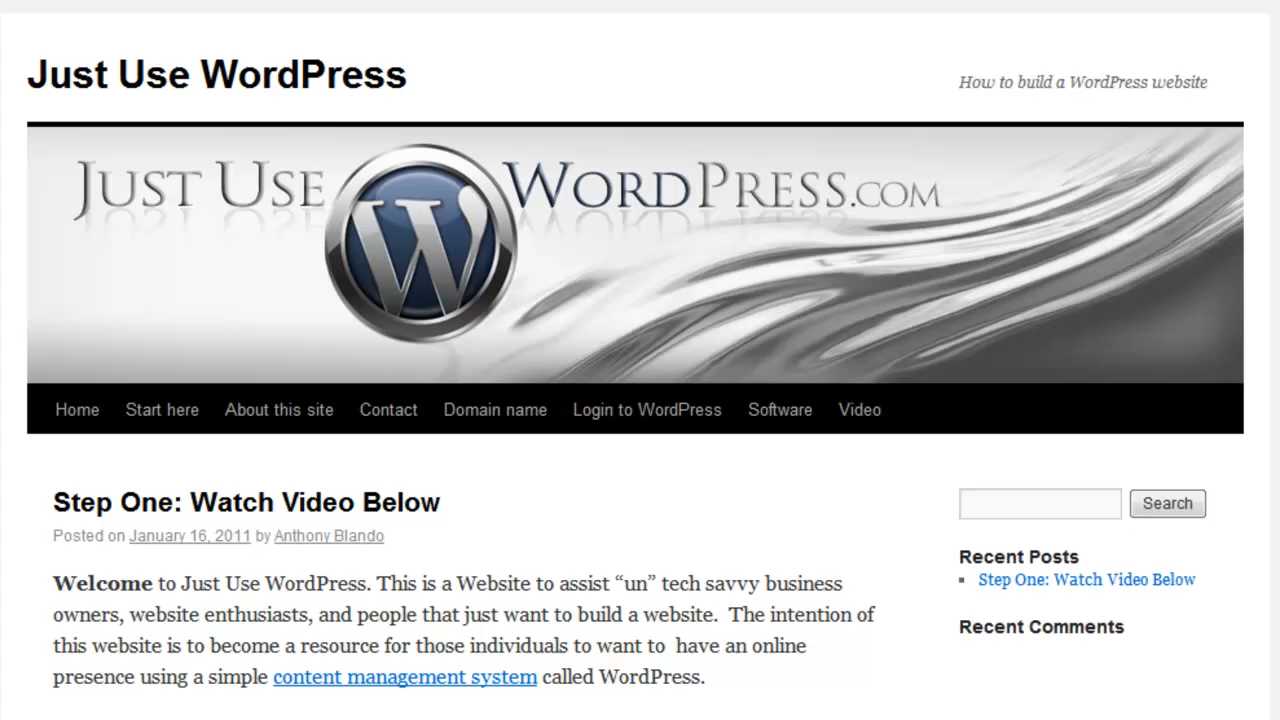 Just Use WordPress
How to build a WordPress website
JUST USE W WORDPRESS.COM
Home Start here About this site Contact Domain name Login to WordPress Software Video
Step One: Watch Video Below
Posted on January 16, 2011 by Anthony Blando
Welcome to Just Use WordPress. This is a Website to assist “un” tech savvy business
owners, website enthusiasts, and people that just want to build a website.  The intention of
this website is to become a resource for those individuals to want to  have an online
presence using a simple content management system called WordPress.
Search
Recent Posts
Step One: Watch Video Below
Recent Comments